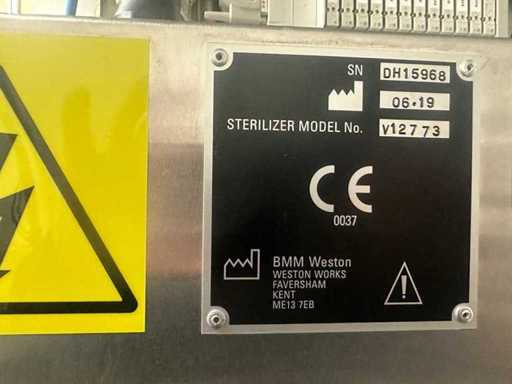 SN DH15968
06·19
STERILIZER MODEL No. V12773
CE
0037
BMM Weston
WESTON WORKS
FAVERSHAM
KENT
ME13 7EB